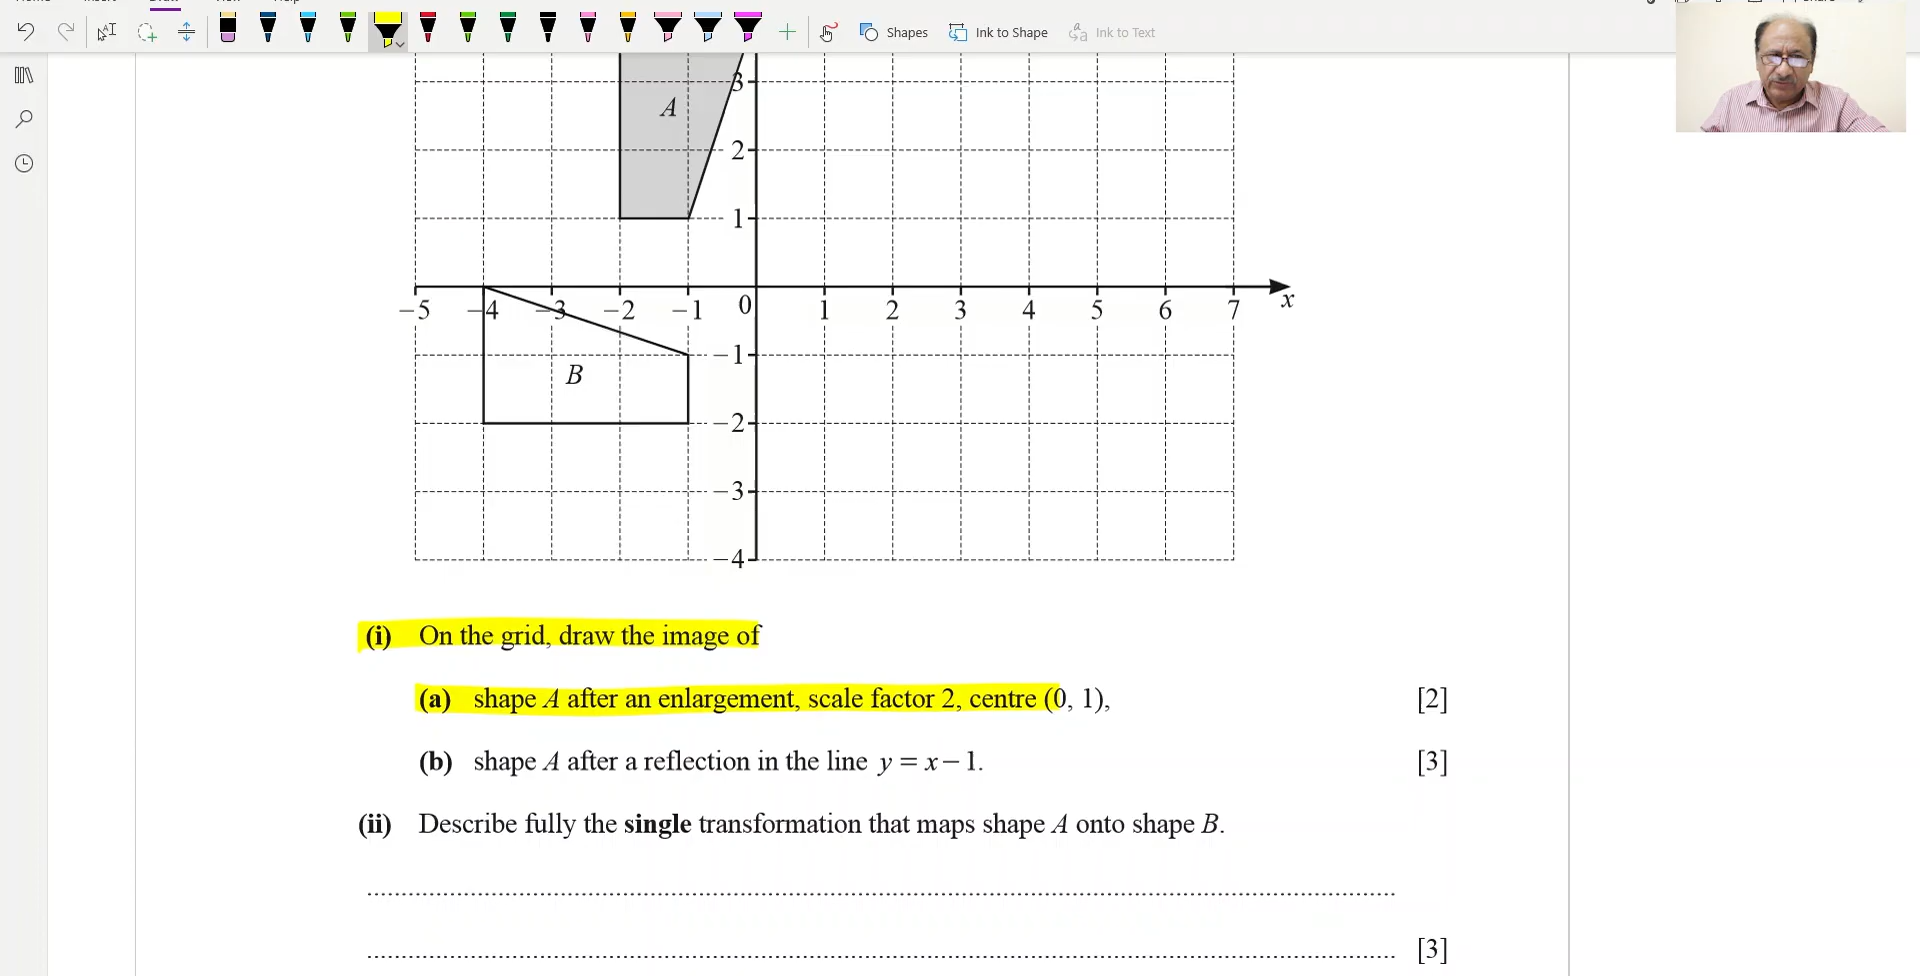 Shapes Ink to Shape Ink to Text
3
A
2
1
−5 −4 −3 −2 −1 0 1 2 3 4 5 6 7 x
−1
B
−2
−3
−4
(i) On the grid, draw the image of
(a) shape A after an enlargement, scale factor 2, centre (0, 1), [2]
(b) shape A after a reflection in the line y = x − 1. [3]
(ii) Describe fully the single transformation that maps shape A onto shape B.
[3]